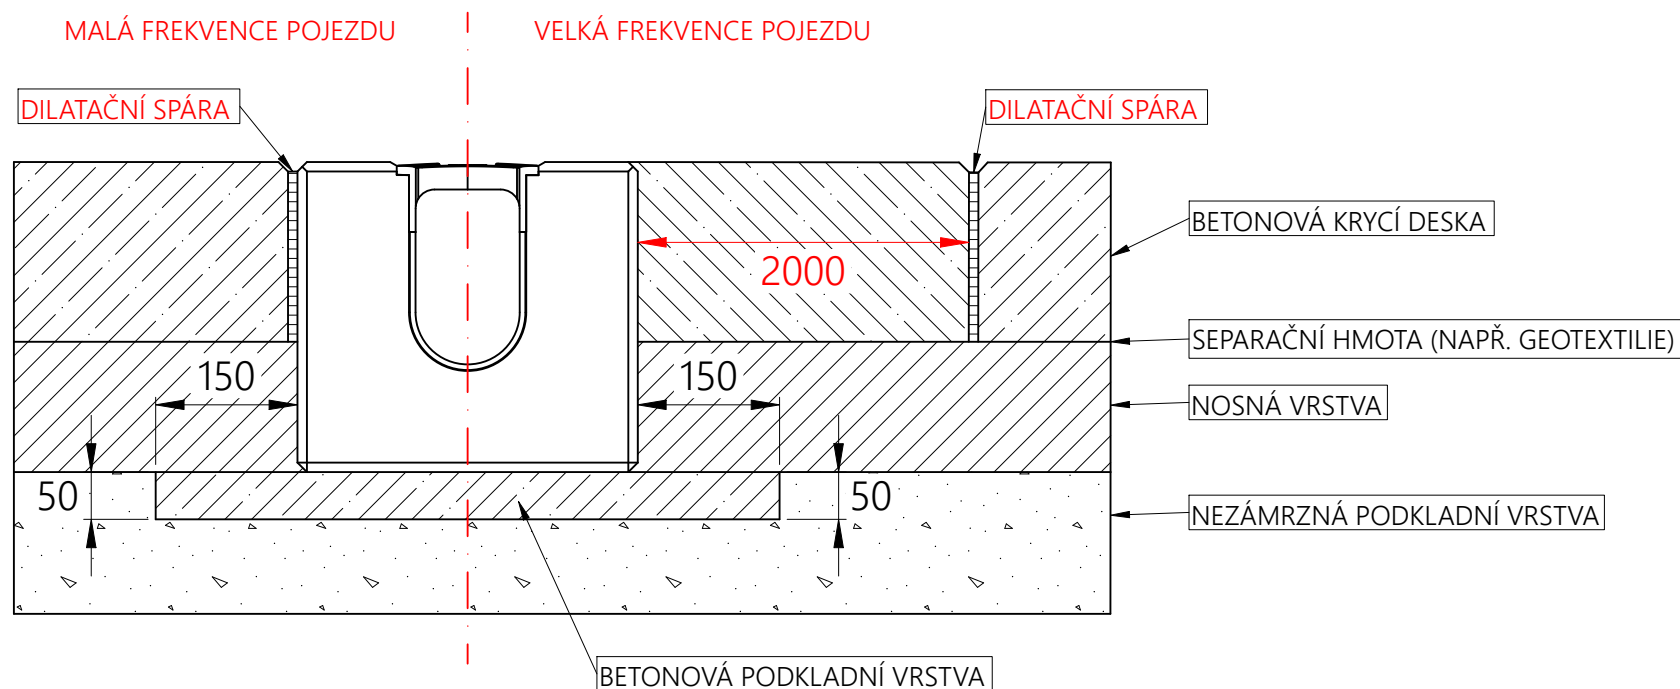 MALÁ FREKVENCE POJEZDU
VELKÁ FREKVENCE POJEZDU
DILATAČNÍ SPÁRA
DILATAČNÍ SPÁRA
BETONOVÁ KRYCÍ DESKA
2000
SEPARAČNÍ HMOTA (NAPŘ. GEOTEXTILIE)
150
150
NOSNÁ VRSTVA
50
50
NEZÁMRZNÁ PODKLADNÍ VRSTVA
BETONOVÁ PODKLADNÍ VRSTVA